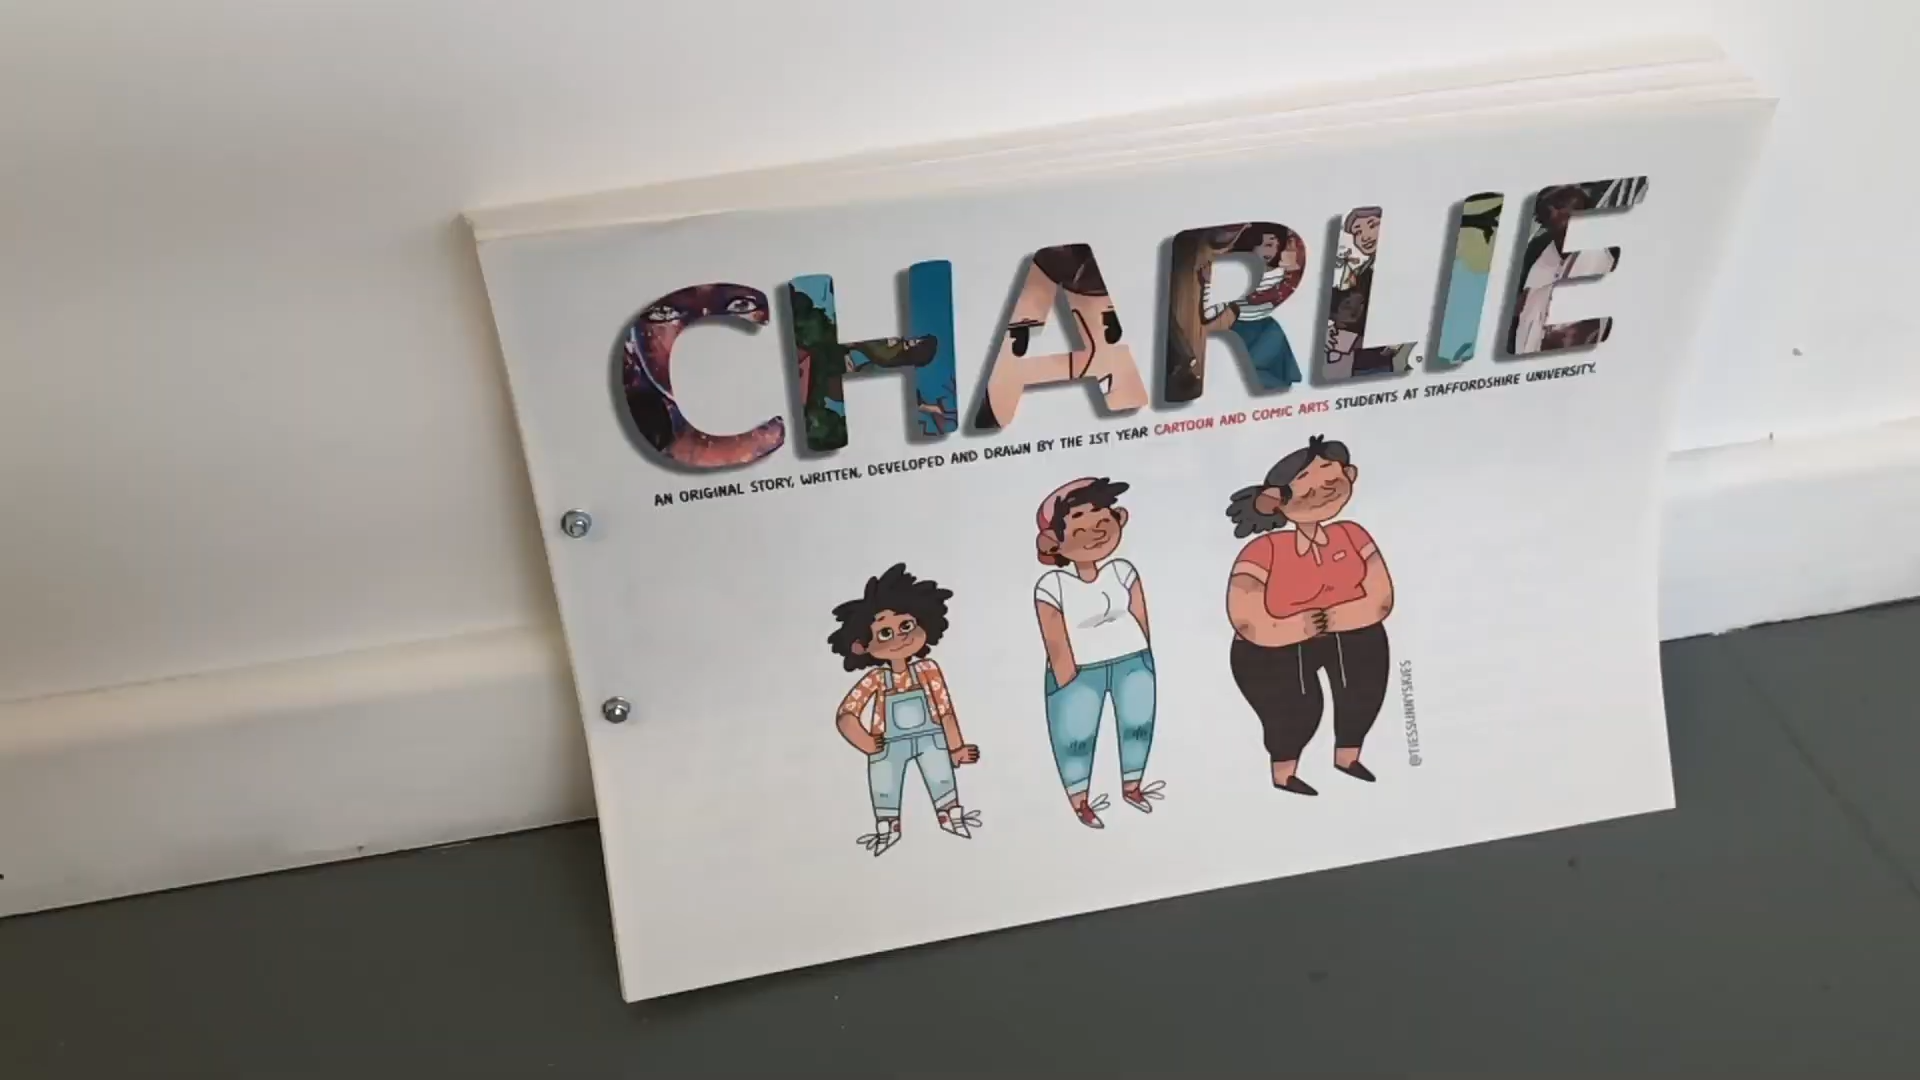 CHARLIE
AN ORIGINAL STORY, WRITTEN, DEVELOPED AND DRAWN BY THE 1ST YEAR CARTOON AND COMIC ARTS STUDENTS AT STAFFORDSHIRE UNIVERSITY.
@TIESSUNNYSKIES